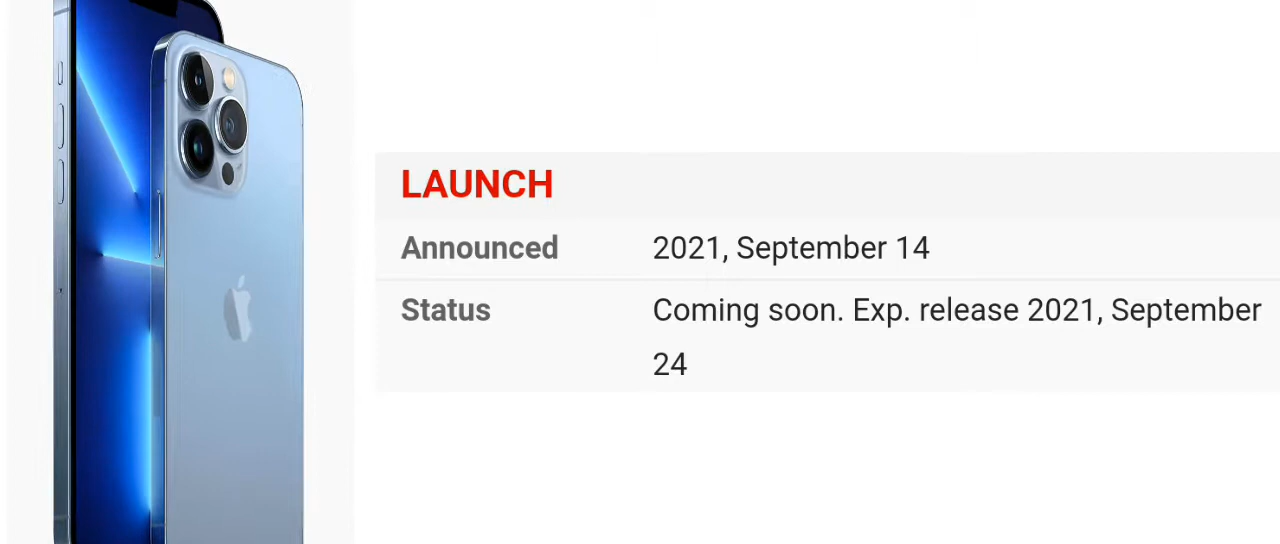 LAUNCH
Announced 2021, September 14
Status Coming soon. Exp. release 2021, September
24